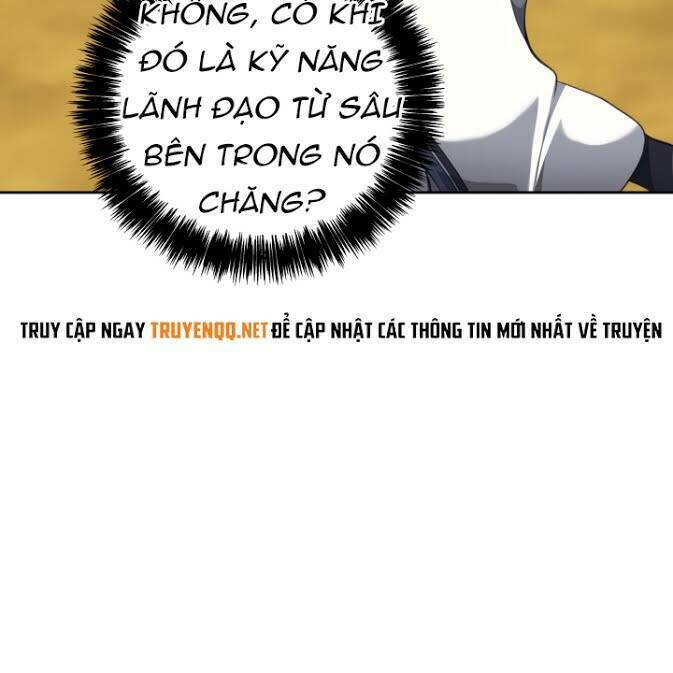 KHÔNG, CÓ KHI
ĐÓ LÀ KỸ NĂNG
LÃNH ĐẠO TỪ SÂU
BÊN TRONG NÓ
CHĂNG?
TRUY CẬP NGAY TRUYENQQ.NET ĐỂ CẬP NHẬT CÁC THÔNG TIN MỚI NHẤT VỀ TRUYỆN